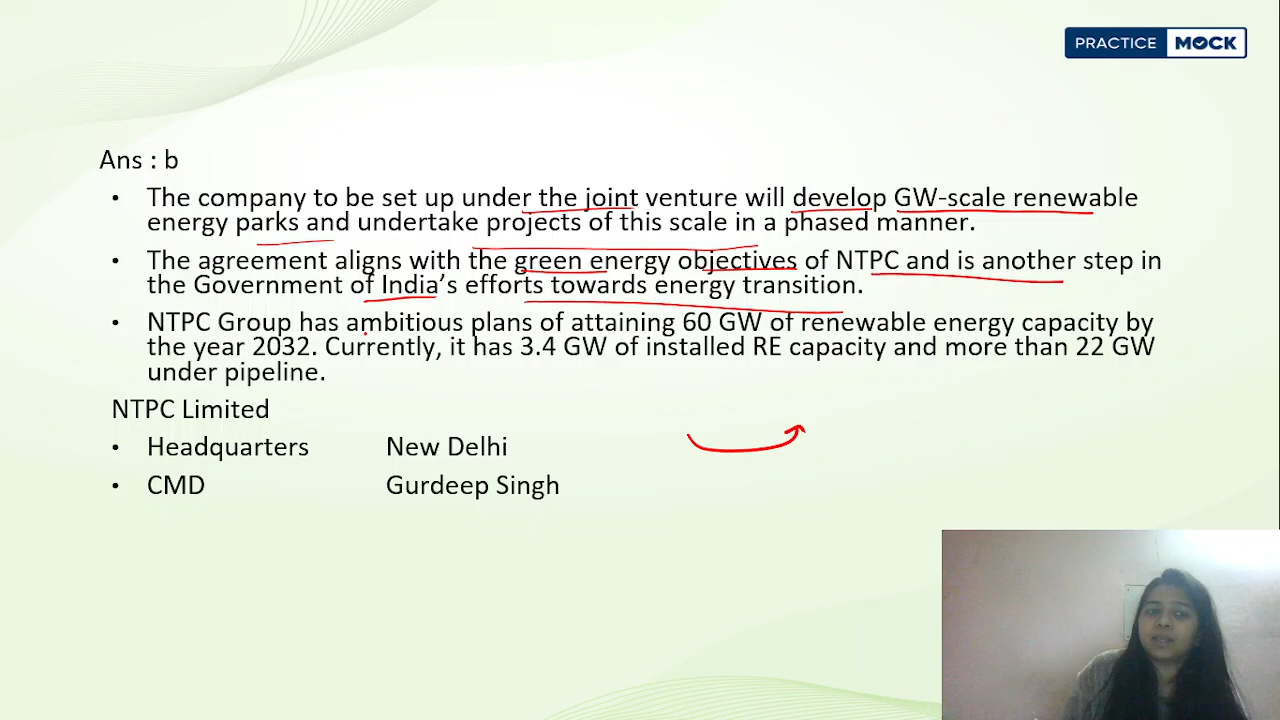 PRACTICE MOCK
Ans : b
• The company to be set up under the joint venture will develop GW-scale renewable
energy parks and undertake projects of this scale in a phased manner.
• The agreement aligns with the green energy objectives of NTPC and is another step in
the Government of India’s efforts towards energy transition.
• NTPC Group has ambitious plans of attaining 60 GW of renewable energy capacity by
the year 2032. Currently, it has 3.4 GW of installed RE capacity and more than 22 GW
under pipeline.
NTPC Limited
• Headquarters New Delhi
• CMD Gurdeep Singh